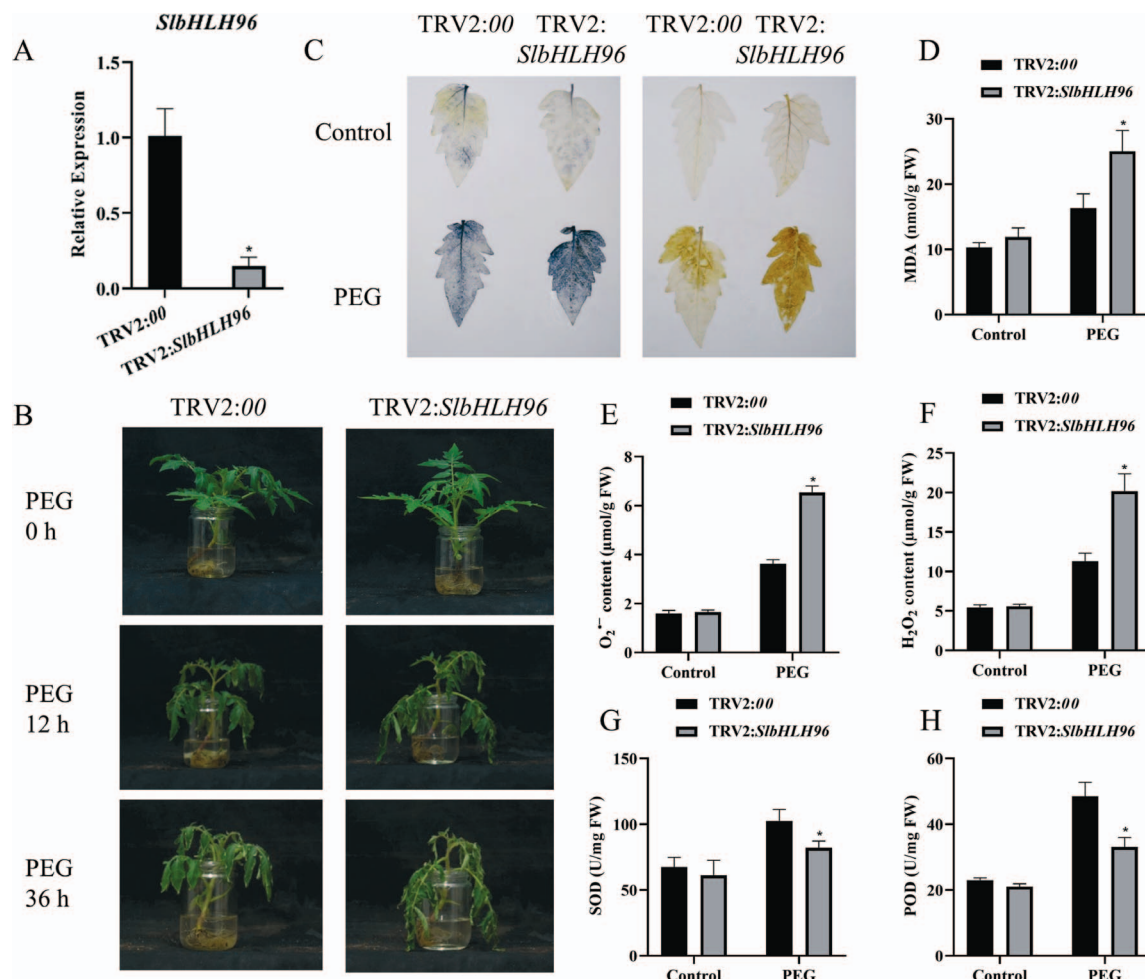 SlbHLH96
A
Relative Expression
1.5
1.0
0.5
0.0
*
TRV2:00
TRV2:SlbHLH96
C
TRV2:00
TRV2:
SlbHLH96
TRV2:00
TRV2:
SlbHLH96
Control
PEG
D
TRV2:00
TRV2:SlbHLH96
MDA (nmol/g FW)
30
20
10
0
*
Control
PEG
B
TRV2:00
TRV2:SlbHLH96
PEG
0 h
PEG
12 h
PEG
36 h
E
TRV2:00
TRV2:SlbHLH96
O₂•− content (μmol/g FW)
8
6
4
2
0
*
Control
PEG
F
TRV2:00
TRV2:SlbHLH96
H₂O₂ content (μmol/g FW)
25
20
15
10
5
0
*
Control
PEG
G
TRV2:00
TRV2:SlbHLH96
SOD (U/mg FW)
150
100
50
0
*
Control
PEG
H
TRV2:00
TRV2:SlbHLH96
POD (U/mg FW)
60
40
20
0
*
Control
PEG